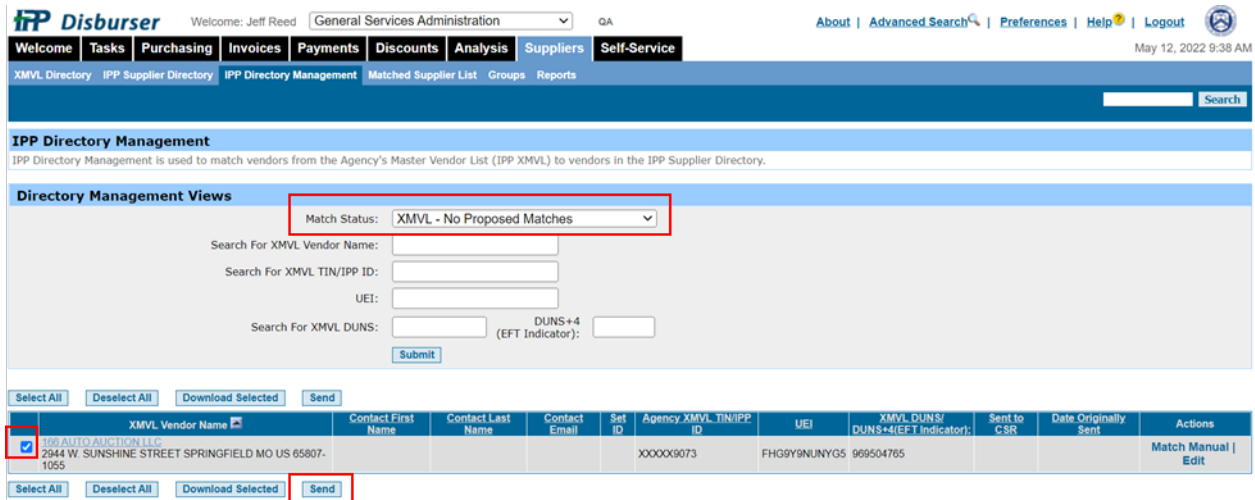 IPP Disburser Welcome: Jeff Reed General Services Administration QA About | Advanced Search | Preferences | Help | Logout
Welcome Tasks Purchasing Invoices Payments Discounts Analysis Suppliers Self-Service May 12, 2022 9:38 AM
XMVL Directory IPP Supplier Directory IPP Directory Management Matched Supplier List Groups Reports
Search
IPP Directory Management
IPP Directory Management is used to match vendors from the Agency's Master Vendor List (IPP XMVL) to vendors in the IPP Supplier Directory.
Directory Management Views
Match Status: XMVL - No Proposed Matches
Search For XMVL Vendor Name:
Search For XMVL TIN/IPP ID:
UEI:
Search For XMVL DUNS: DUNS+4
(EFT Indicator):
Submit
Select All Deselect All Download Selected Send
XMVL Vendor Name Contact First Name Contact Last Name Contact Email Set ID Agency XMVL TIN/IPP ID UEI XMVL DUNS/ DUNS+4(EFT Indicator): Sent to CSR Date Originally Sent Actions
166 AUTO AUCTION LLC
2944 W. SUNSHINE STREET SPRINGFIELD MO US 65807-
1055
XXXXX9073 FHG9Y9NUNYG5 969504765 Match Manual |
Edit
Select All Deselect All Download Selected Send